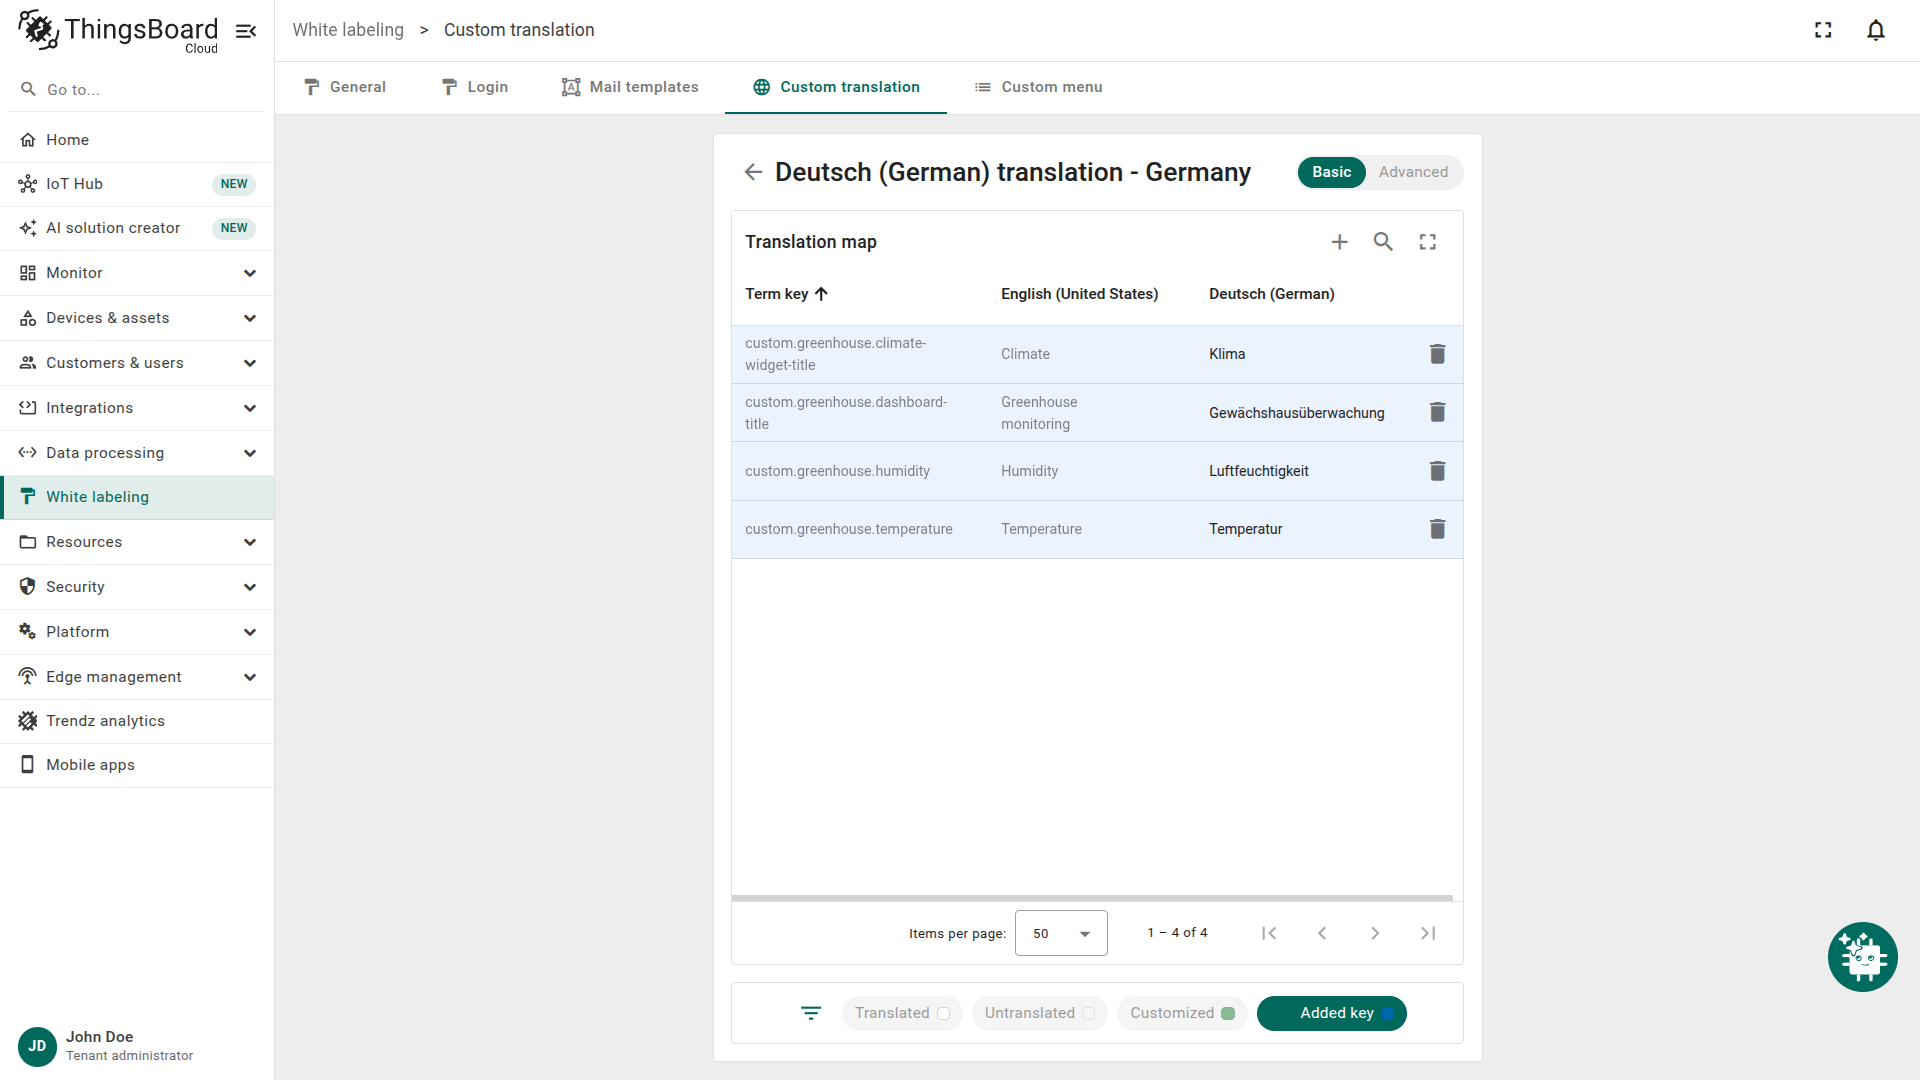 ThingsBoard
Cloud
Go to...
Home
IoT Hub NEW
AI solution creator NEW
Monitor
Devices & assets
Customers & users
Integrations
Data processing
White labeling
Resources
Security
Platform
Edge management
Trendz analytics
Mobile apps
JD
John Doe
Tenant administrator
White labeling > Custom translation
General
Login
Mail templates
Custom translation
Custom menu
Deutsch (German) translation - Germany
Basic Advanced
Translation map
Term key English (United States) Deutsch (German)
custom.greenhouse.climate-
widget-title
Climate
Klima
custom.greenhouse.dashboard-
title
Greenhouse
monitoring
Gewächshausüberwachung
custom.greenhouse.humidity Humidity Luftfeuchtigkeit
custom.greenhouse.temperature Temperature Temperatur
Items per page: 50 1 – 4 of 4
Translated Untranslated Customized Added key